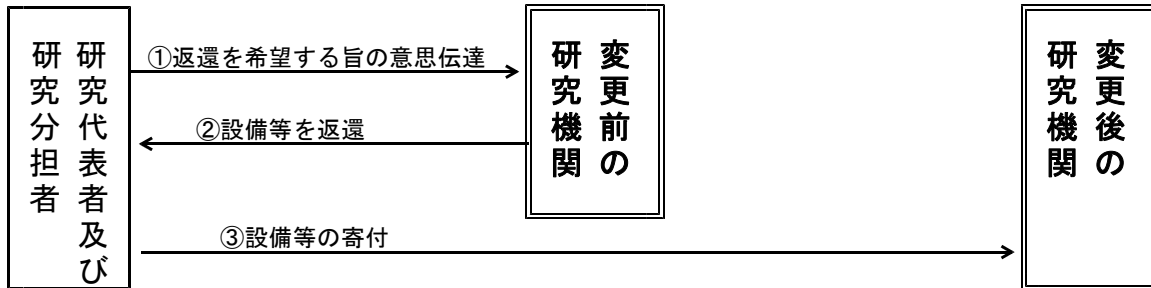 研究代表者及び
研究分担者
①返還を希望する旨の意思伝達
②設備等を返還
③設備等の寄付
変更前の
研究機関
変更後の
研究機関